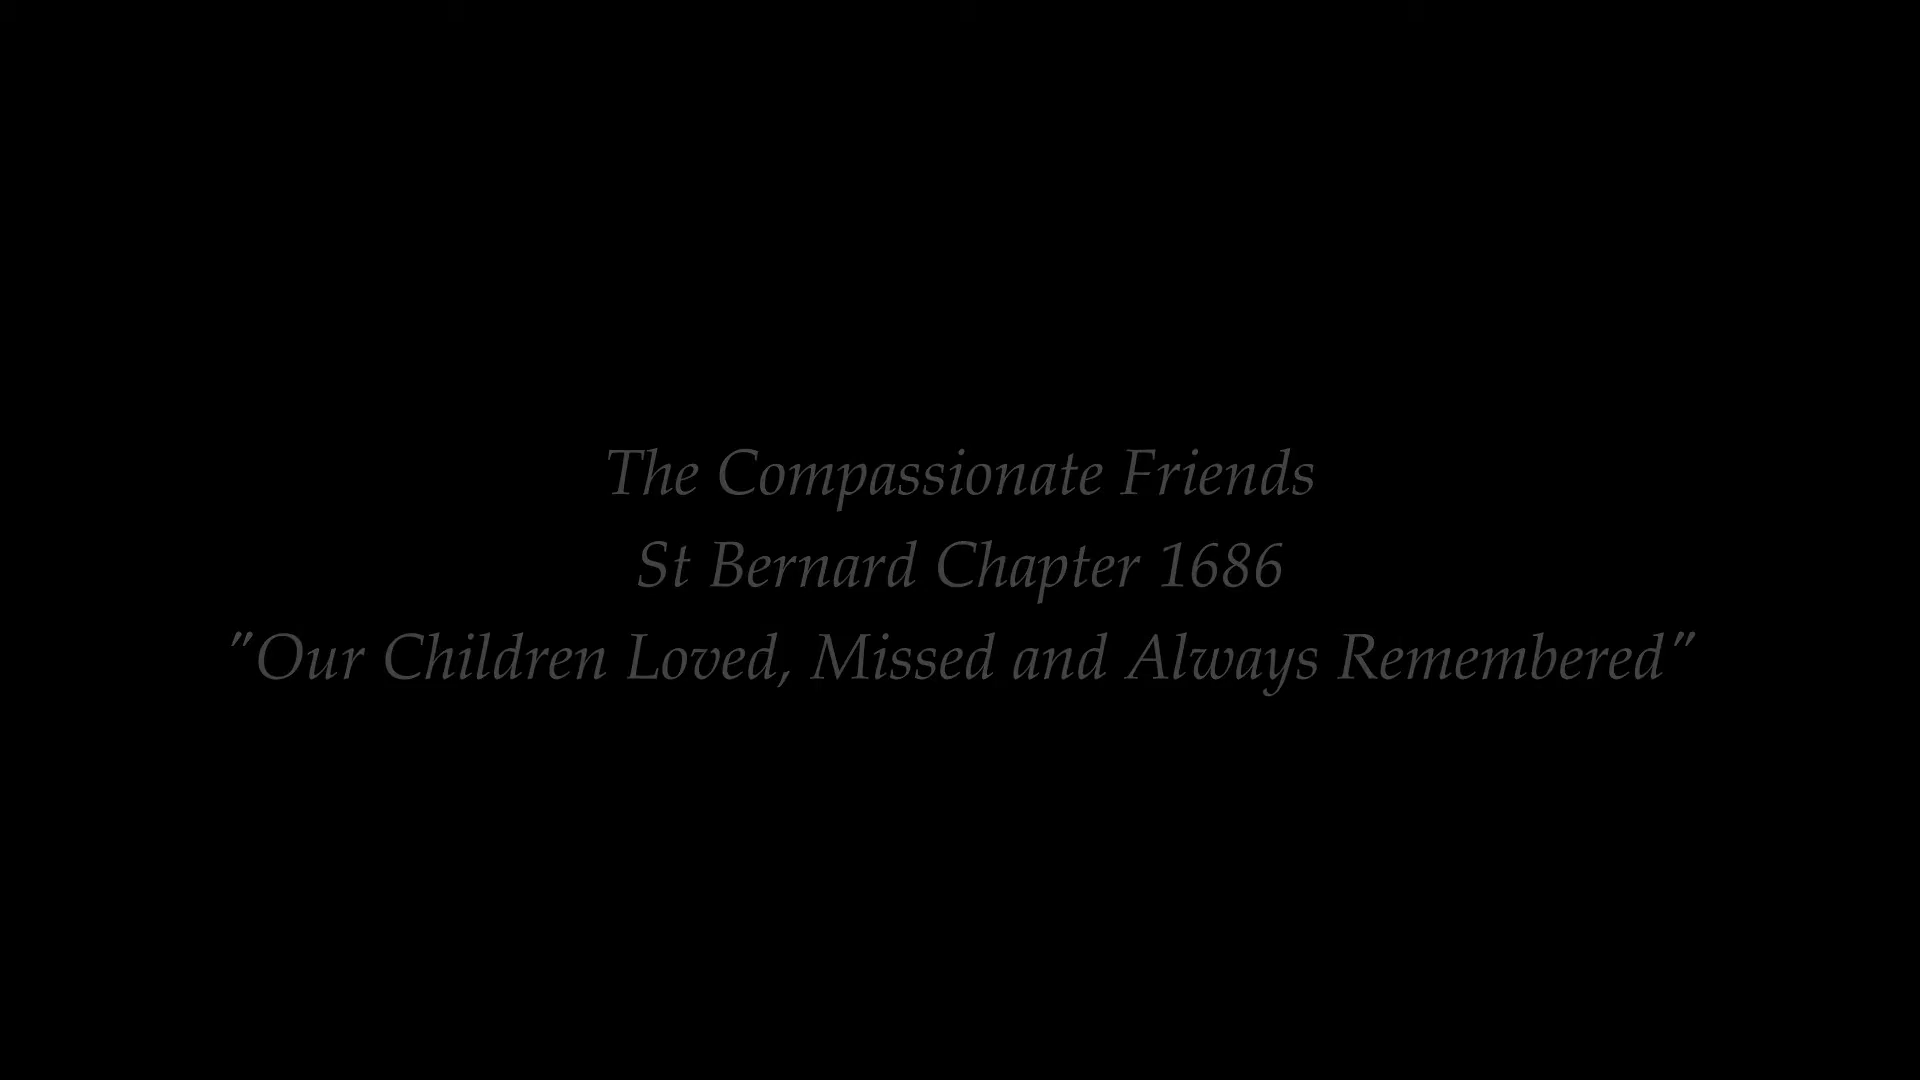 The Compassionate Friends
St Bernard Chapter 1686
"Our Children Loved, Missed and Always Remembered"